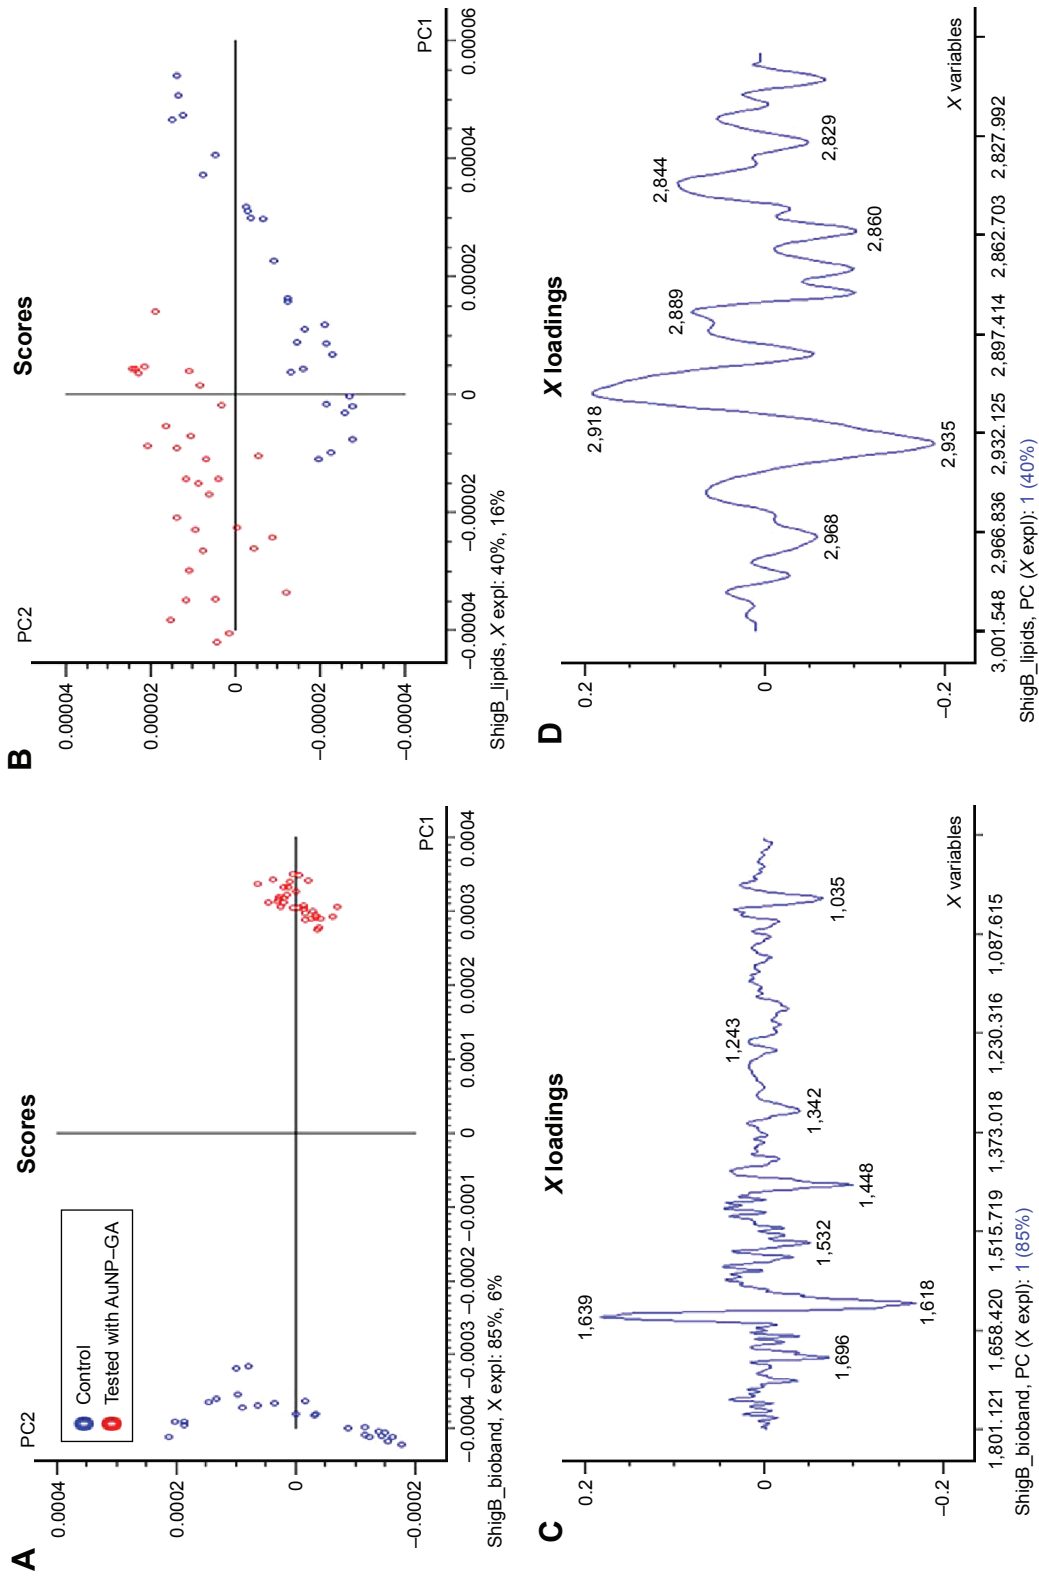 A
Scores
PC2
Control
Tested with AuNP–GA
0.0004
0.0002
0
–0.0002
PC1
–0.0004 –0.0003 –0.0002 –0.0001 0 0.0001 0.0002 0.0003 0.0004
ShigB_bioband, X expl: 85%, 6%
B
Scores
PC2
0.00004
0.00002
0
–0.00002
–0.00004
PC1
–0.00004 –0.00002 0 0.00002 0.00004 0.00006
ShigB_lipids, X expl: 40%, 16%
C
X loadings
0.2
0
–0.2
1,639
1,696
1,618
1,532
1,448
1,342
1,243
1,035
X variables
1,801.121 1,658.420 1,515.719 1,373.018 1,230.316 1,087.615
ShigB_bioband, PC (X expl): 1 (85%)
D
X loadings
0.2
0
–0.2
2,968
2,935
2,918
2,889
2,860
2,844
2,829
X variables
3,001.548 2,966.836 2,932.125 2,897.414 2,862.703 2,827.992
ShigB_lipids, PC (X expl): 1 (40%)